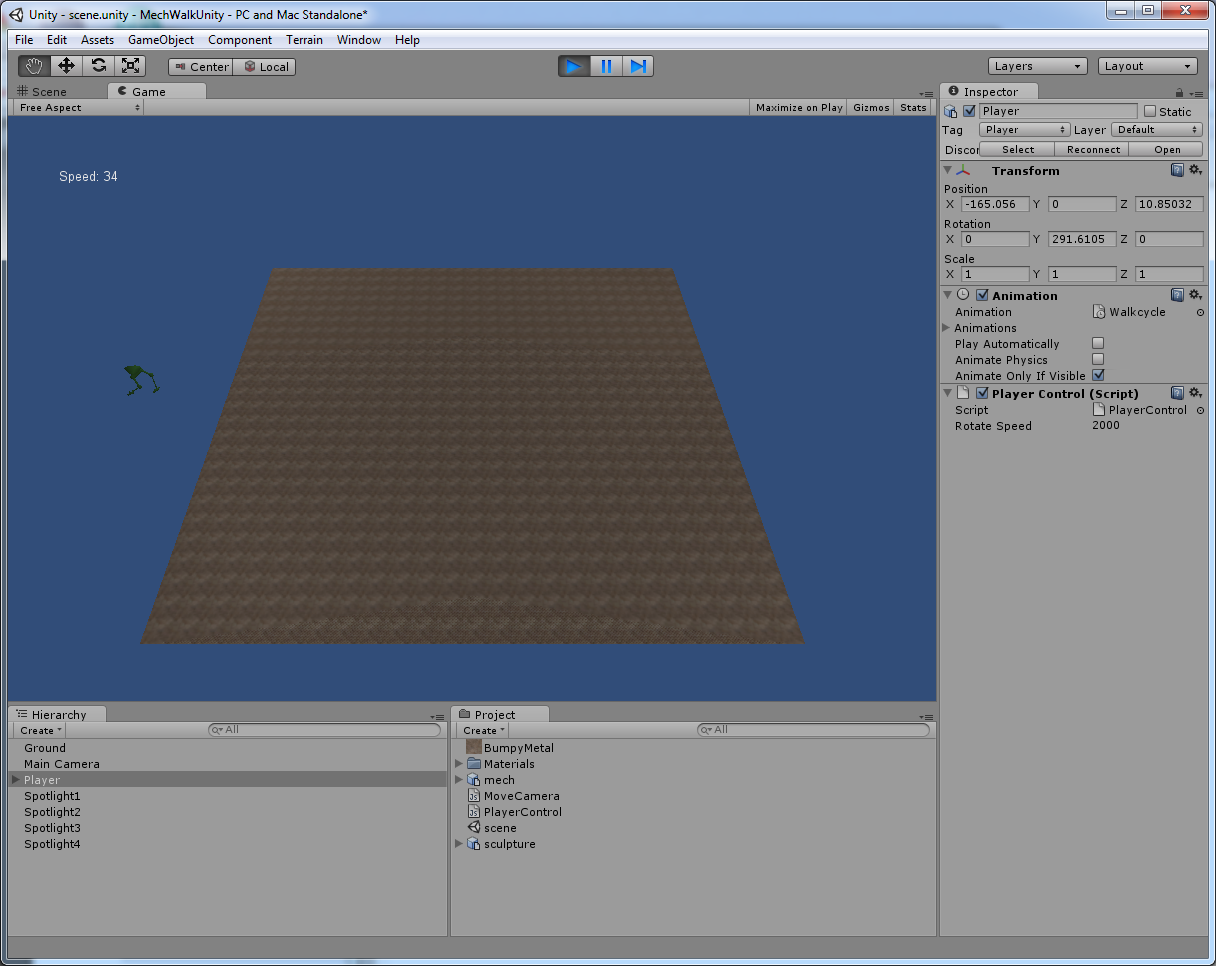 Unity - scene.unity - MechWalkUnity - PC and Mac Standalone*
File Edit Assets GameObject Component Terrain Window Help
Center Local Layers Layout
Scene Game
Free Aspect Maximize on Play Gizmos Stats
Speed: 34
Inspector
Player Static
Tag Player Layer Default
Discor Select Reconnect Open
Transform
Position
X -165.056 Y 0 Z 10.85032
Rotation
X 0 Y 291.6105 Z 0
Scale
X 1 Y 1 Z 1
Animation
Animation Walkcycle
Animations
Play Automatically
Animate Physics
Animate Only If Visible
Player Control (Script)
Script PlayerControl
Rotate Speed 2000
Hierarchy
Create All
Ground
Main Camera
Player
Spotlight1
Spotlight2
Spotlight3
Spotlight4
Project
Create All
BumpyMetal
Materials
mech
MoveCamera
PlayerControl
scene
sculpture